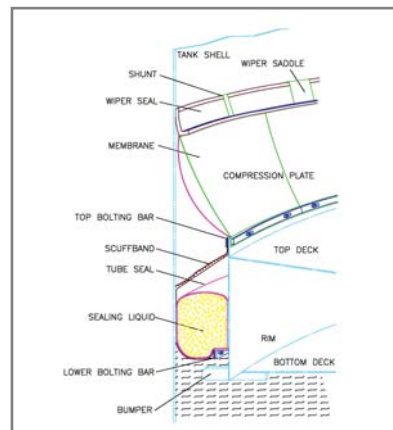 TANK SHELL
WIPER SADDLE
SHUNT
WIPER SEAL
MEMBRANE
COMPRESSION PLATE
TOP BOLTING BAR
TOP DECK
SCUFFBAND
TUBE SEAL
SEALING LIQUID
RIM
BOTTOM DECK
LOWER BOLTING BAR
BUMPER